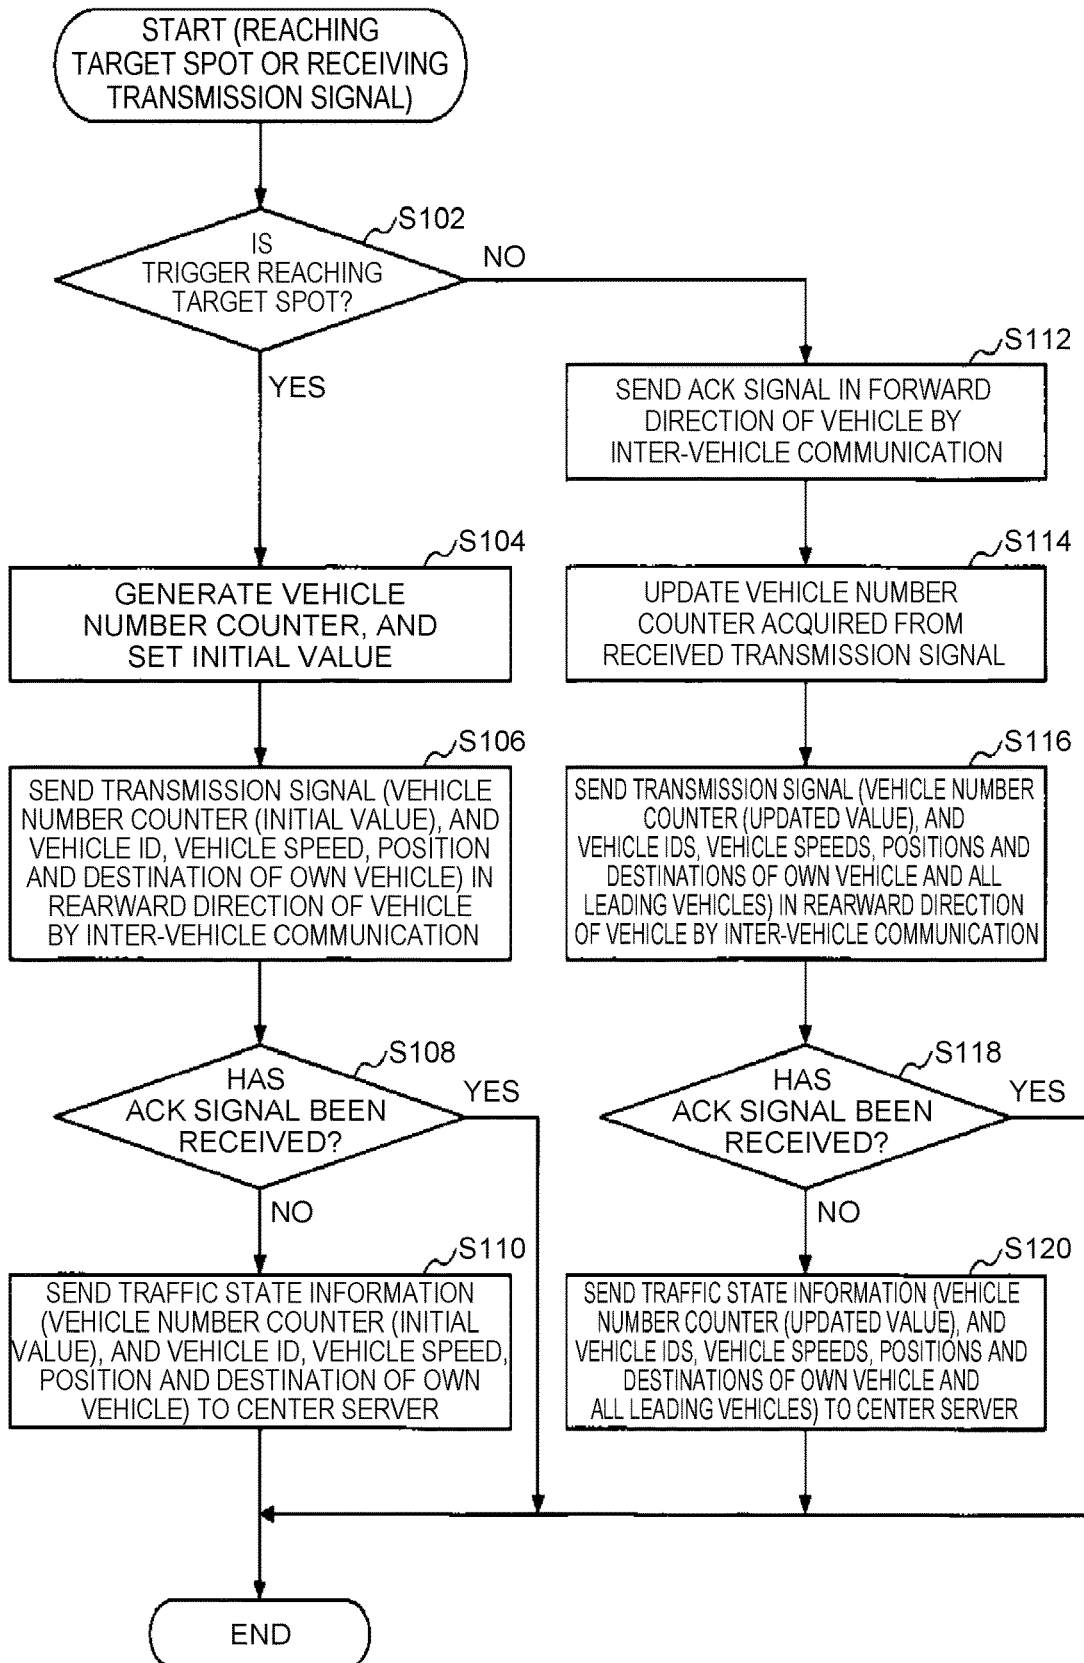 START (REACHING
TARGET SPOT OR RECEIVING
TRANSMISSION SIGNAL)
S102
IS
TRIGGER REACHING
TARGET SPOT?
NO
YES
S112
SEND ACK SIGNAL IN FORWARD
DIRECTION OF VEHICLE BY
INTER-VEHICLE COMMUNICATION
S104
GENERATE VEHICLE
NUMBER COUNTER, AND
SET INITIAL VALUE
S114
UPDATE VEHICLE NUMBER
COUNTER ACQUIRED FROM
RECEIVED TRANSMISSION SIGNAL
S106
SEND TRANSMISSION SIGNAL (VEHICLE
NUMBER COUNTER (INITIAL VALUE), AND
VEHICLE ID, VEHICLE SPEED, POSITION
AND DESTINATION OF OWN VEHICLE) IN
REARWARD DIRECTION OF VEHICLE
BY INTER-VEHICLE COMMUNICATION
S116
SEND TRANSMISSION SIGNAL (VEHICLE NUMBER
COUNTER (UPDATED VALUE), AND
VEHICLE IDS, VEHICLE SPEEDS, POSITIONS AND
DESTINATIONS OF OWN VEHICLE AND ALL
LEADING VEHICLES) IN REARWARD DIRECTION
OF VEHICLE BY INTER-VEHICLE COMMUNICATION
S108
HAS
ACK SIGNAL BEEN
RECEIVED?
YES
NO
S118
HAS
ACK SIGNAL BEEN
RECEIVED?
YES
NO
S110
SEND TRAFFIC STATE INFORMATION
(VEHICLE NUMBER COUNTER (INITIAL
VALUE), AND VEHICLE ID, VEHICLE SPEED,
POSITION AND DESTINATION OF OWN
VEHICLE) TO CENTER SERVER
S120
SEND TRAFFIC STATE INFORMATION (VEHICLE
NUMBER COUNTER (UPDATED VALUE), AND
VEHICLE IDS, VEHICLE SPEEDS, POSITIONS AND
DESTINATIONS OF OWN VEHICLE AND
ALL LEADING VEHICLES) TO CENTER SERVER
END